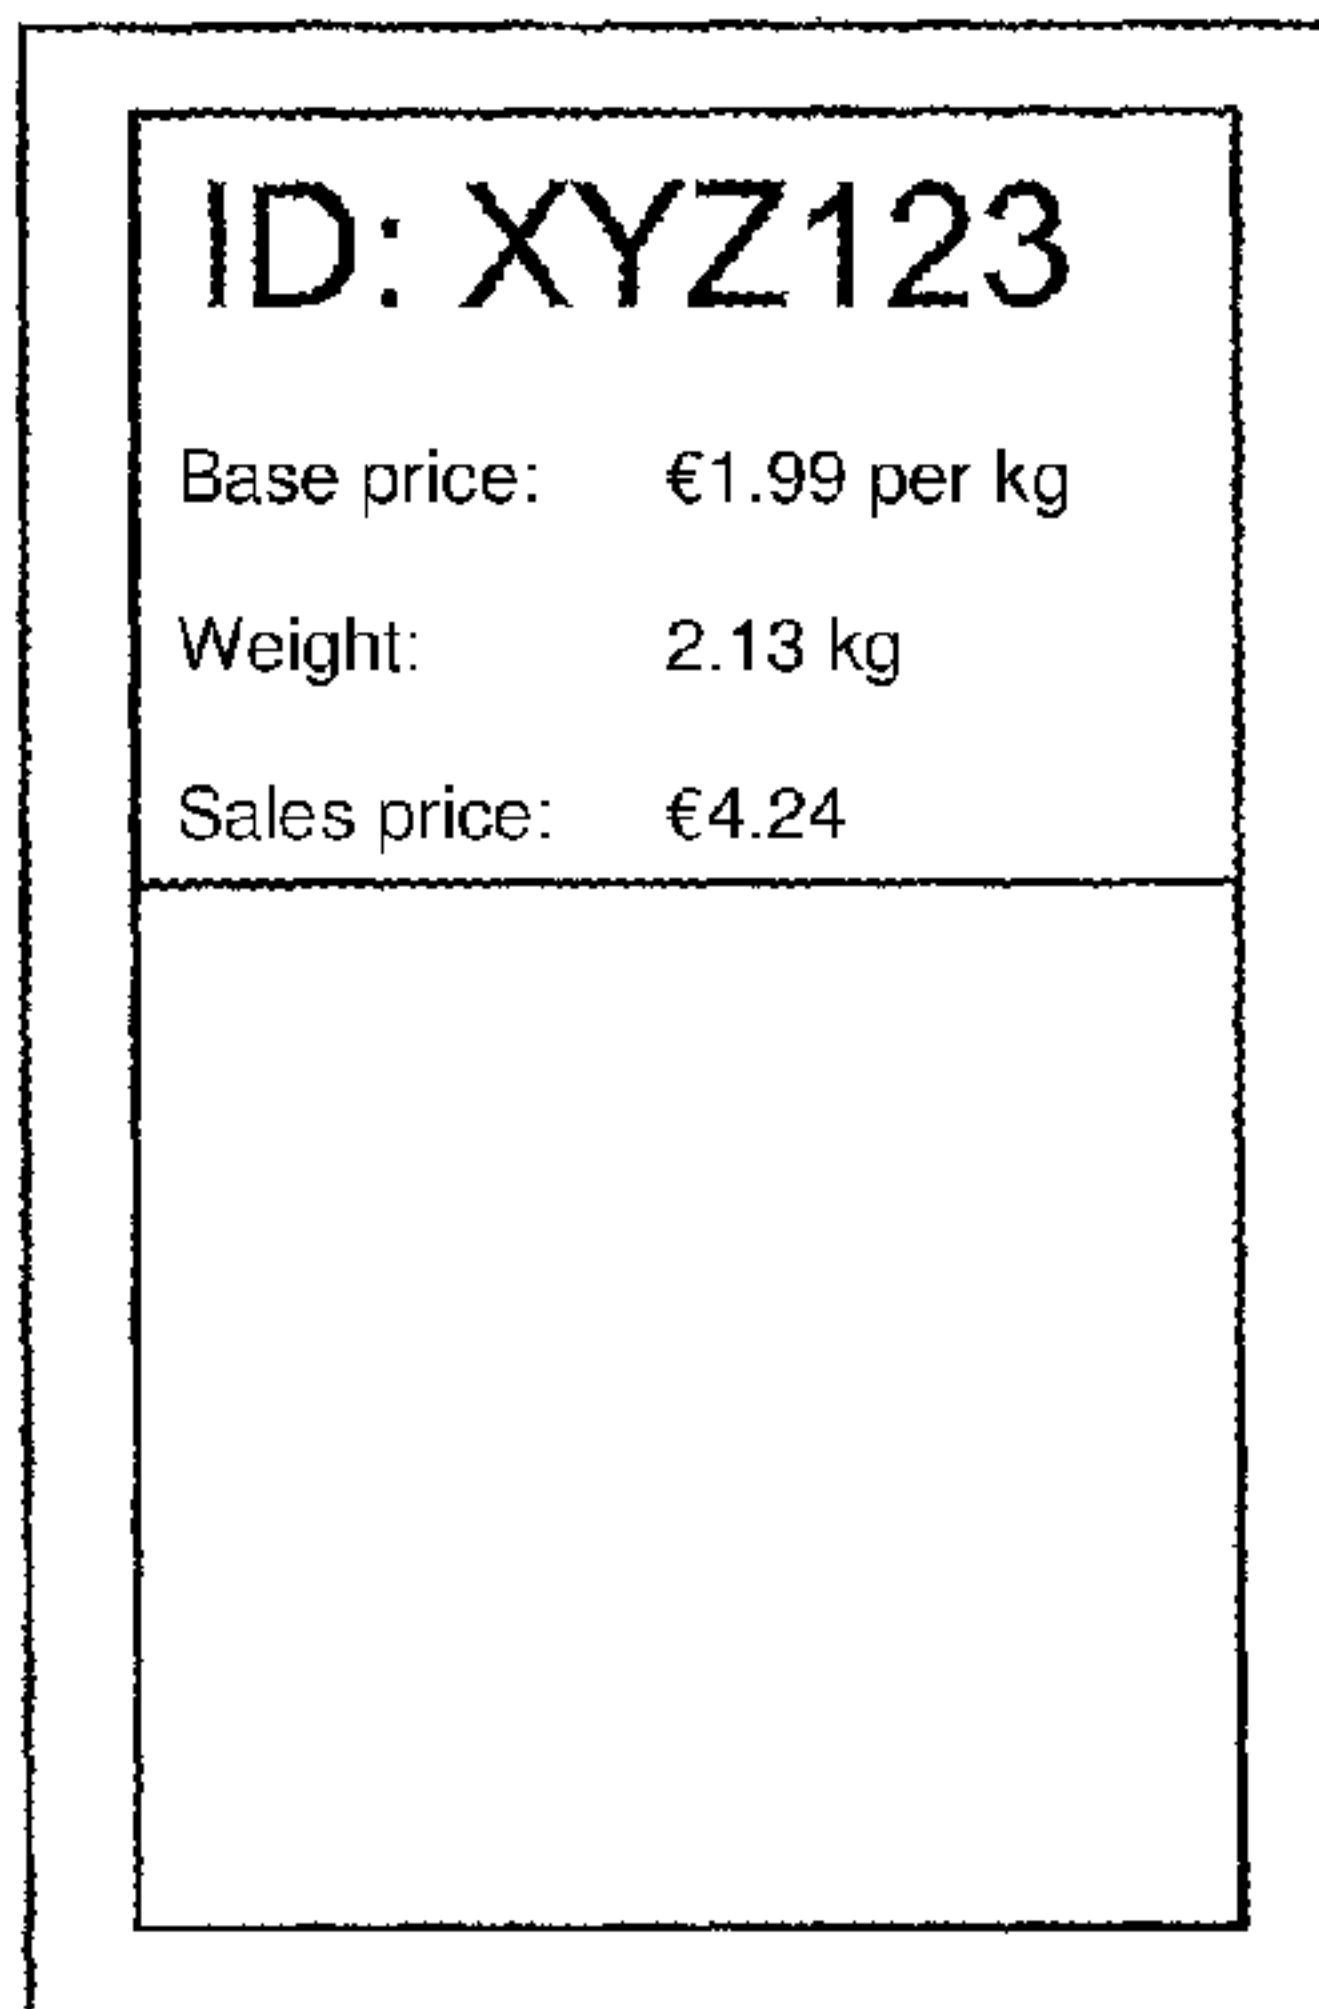 ID: XYZ123
Base price: €1.99 per kg
Weight: 2.13 kg
Sales price: €4.24